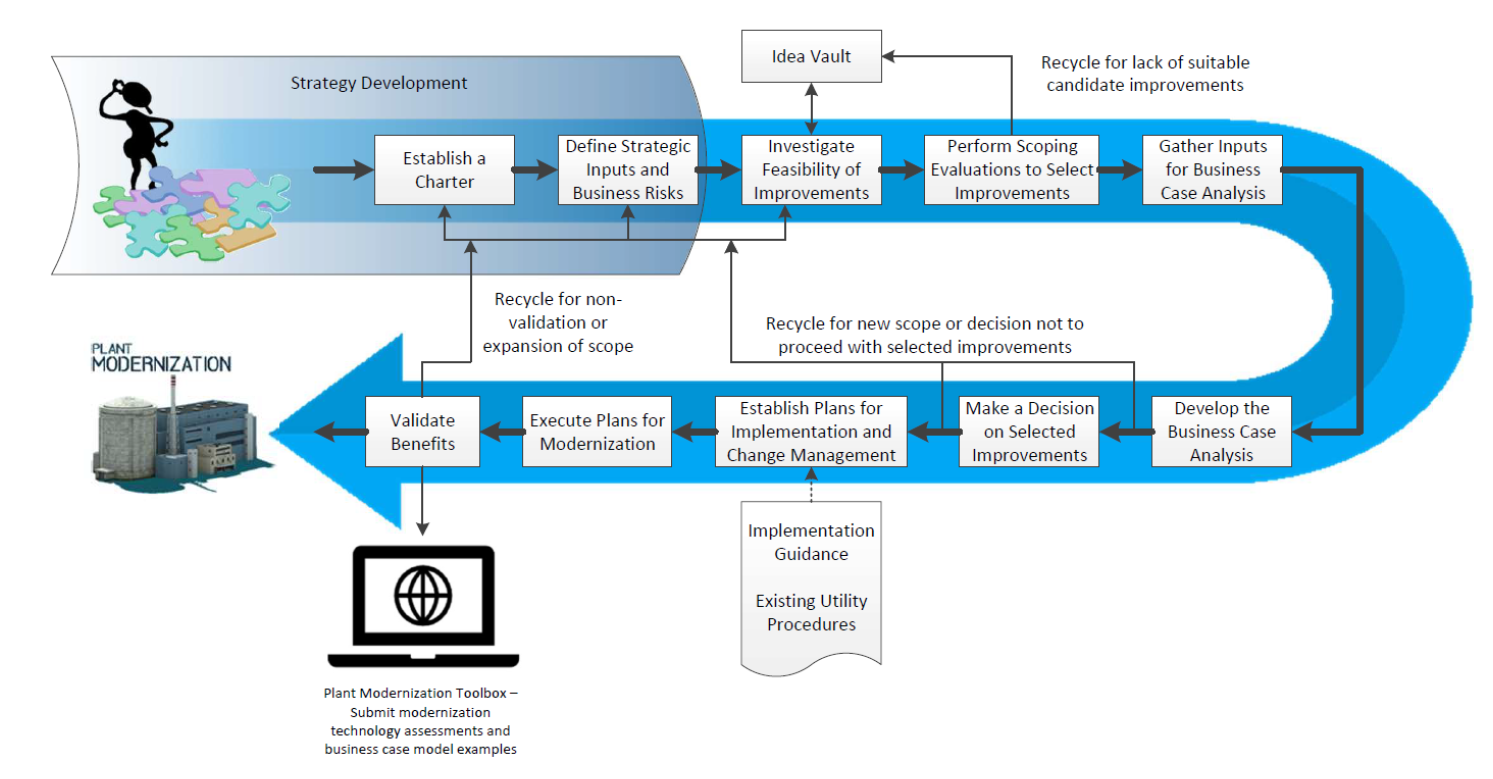 Strategy Development
Idea Vault
Recycle for lack of suitable
candidate improvements
Establish a
Charter
Define Strategic
Inputs and
Business Risks
Investigate
Feasibility of
Improvements
Perform Scoping
Evaluations to Select
Improvements
Gather Inputs
for Business
Case Analysis
Recycle for non-
validation or
expansion of scope
Recycle for new scope or decision not to
proceed with selected improvements
PLANT
MODERNIZATION
Validate
Benefits
Execute Plans for
Modernization
Establish Plans for
Implementation and
Change Management
Make a Decision
on Selected
Improvements
Develop the
Business Case
Analysis
Implementation
Guidance
Existing Utility
Procedures
Plant Modernization Toolbox –
Submit modernization
technology assessments and
business case model examples